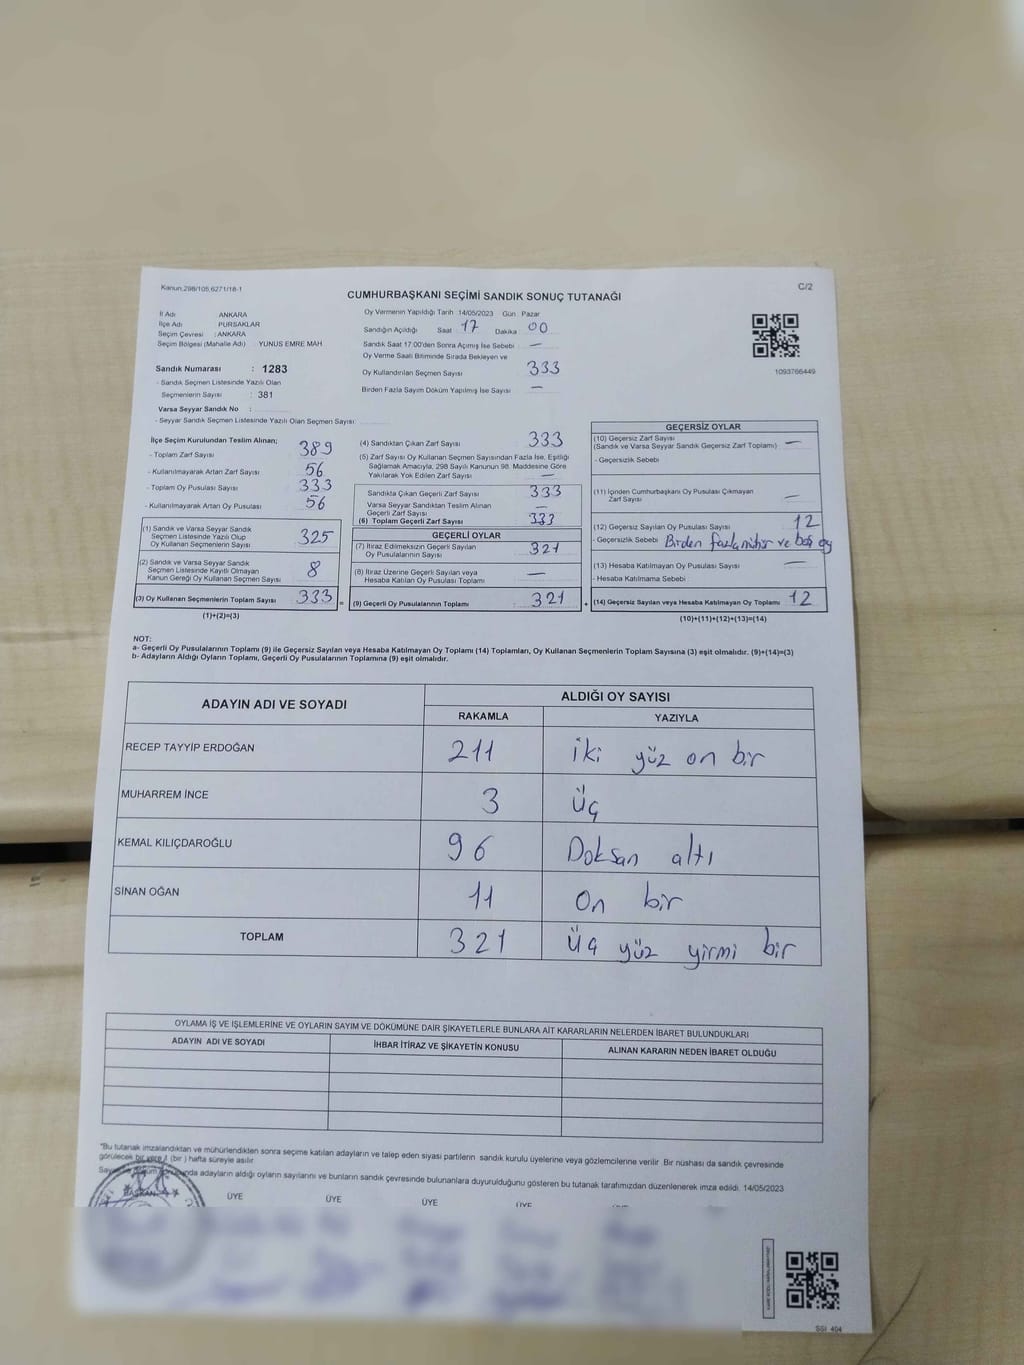 Kanun,298/105,6271/18-1
C/2
CUMHURBAŞKANI SEÇİMİ SANDIK SONUÇ TUTANAĞI
İl Adı ANKARA
İlçe Adı : PURSAKLAR
Seçim Çevresi : ANKARA
Seçim Bölgesi (Mahalle Adı) : YUNUS EMRE MAH
Sandık Numarası : 1283
- Sandık Seçmen Listesinde Yazılı Olan
Seçmenlerin Sayısı : 381
Varsa Seyyar Sandık No :
- Seyyar Sandık Seçmen Listesinde Yazılı Olan Seçmen Sayısı:
Oy Vermenin Yapıldığı Tarih 14/05/2023 Gün Pazar
Sandığın Açıldığı Saat 17 Dakika 00
Sandık Saat 17.00'den Sonra Açımış İse Sebebi : —
Oy Verme Saati Bitiminde Sırada Bekleyen ve
Oy Kullandırılan Seçmen Sayısı 333
Birden Fazla Sayım Döküm Yapılmış İse Sayısı : —
1093766449
İlçe Seçim Kurulundan Teslim Alınan;
- Toplam Zarf Sayısı 389
- Kullanılmayarak Artan Zarf Sayısı 56
- Toplam Oy Pusulası Sayısı : 333
- Kullanılmayarak Artan Oy Pusulası 56
(1) Sandık ve Varsa Seyyar Sandık
Seçmen Listesinde Yazılı Olup
Oy Kullanan Seçmenlerin Sayısı 325
(2) Sandık ve Varsa Seyyar Sandık
Seçmen Listesinde Kayıtlı Olmayan
Kanun Gereği Oy Kullanan Seçmen Sayısı 8
(3) Oy Kullanan Seçmenlerin Toplam Sayısı 333 =
(1)+(2)=(3)
(4) Sandıktan Çıkan Zarf Sayısı 333
(5) Zarf Sayısı Oy Kullanan Seçmen Sayısından Fazla İse, Eşitliği
Sağlamak Amacıyla, 298 Sayılı Kanunun 98. Maddesine Göre
Yakılarak Yok Edilen Zarf Sayısı —
Sandıkta Çıkan Geçerli Zarf Sayısı 333
Varsa Seyyar Sandıktan Teslim Alınan
Geçerli Zarf Sayısı —
(6) Toplam Geçerli Zarf Sayısı 333
GEÇERLİ OYLAR
(7) İtiraz Edilmeksizin Geçerli Sayılan
Oy Pusulalarının Sayısı 321
(8) İtiraz Üzerine Geçerli Sayılan veya
Hesaba Katılan Oy Pusulası Toplamı —
(9) Geçerli Oy Pusulalarının Toplamı : 321 +
GEÇERSİZ OYLAR
(10) Geçersiz Zarf Sayısı
(Sandık ve Varsa Seyyar Sandık Geçersiz Zarf Toplamı) —
- Geçersizlik Sebebi
(11) İçinden Cumhurbaşkanı Oy Pusulası Çıkmayan
Zarf Sayısı —
(12) Geçersiz Sayılan Oy Pusulası Sayısı 12
- Geçersizlik Sebebi Birden fazla mühür ve boş oy
(13) Hesaba Katılmayan Oy Pusulası Sayısı —
- Hesaba Katılmama Sebebi
(14) Geçersiz Sayılan veya Hesaba Katılmayan Oy Toplamı 12
(10)+(11)+(12)+(13)=(14)
NOT:
a- Geçerli Oy Pusulalarının Toplamı (9) ile Geçersiz Sayılan veya Hesaba Katılmayan Oy Toplamı (14) Toplamları, Oy Kullanan Seçmenlerin Toplam Sayısına (3) eşit olmalıdır. (9)+(14)=(3)
b- Adayların Aldığı Oyların Toplamı, Geçerli Oy Pusulalarının Toplamına (9) eşit olmalıdır.
ADAYIN ADI VE SOYADI ALDIĞI OY SAYISI
RAKAMLA YAZIYLA
RECEP TAYYİP ERDOĞAN 211 iki yüz on bir
MUHARREM İNCE 3 üç
KEMAL KILIÇDAROĞLU 96 Doksan altı
SİNAN OĞAN 11 On bir
TOPLAM 321 üç yüz yirmi bir
OYLAMA İŞ VE İŞLEMLERİNE VE OYLARIN SAYIM VE DÖKÜMÜNE DAİR ŞİKAYETLERLE BUNLARA AİT KARARLARIN NELERDEN İBARET BULUNDUKLARI
ADAYIN ADI VE SOYADI İHBAR İTİRAZ VE ŞİKAYETİN KONUSU ALINAN KARARIN NEDEN İBARET OLDUĞU
"Bu tutanak imzalandıktan ve mühürlendikten sonra seçime katılan adayların ve talep eden siyasi partilerin sandık kurulu üyelerine veya gözlemcilerine verilir. Bir nüshası da sandık çevresinde
görülecek bir yere 1 (bir) hafta süreyle asılır.
adayların aldığı oyların sayılarını ve bunların sandık çevresinde bulunanlara duyurulduğunu gösteren bu tutanak tarafımızdan düzenlenerek imza edildi. 14/05/2023
BAŞKAN ÜYE ÜYE ÜYE ÜYE
SSİ 404